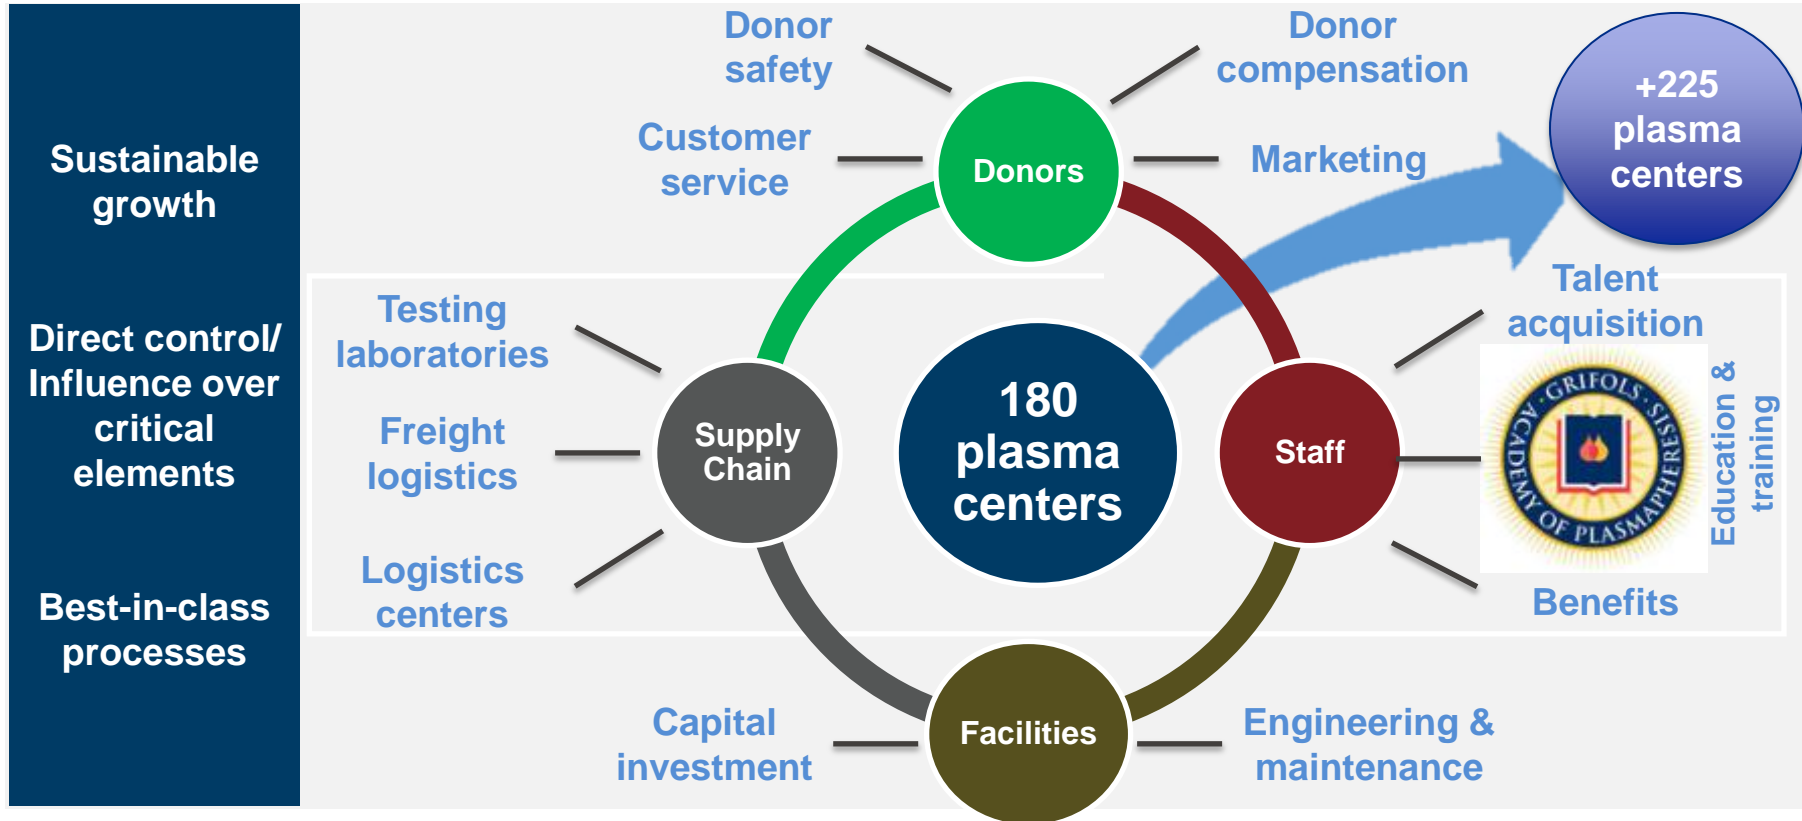 Sustainable
growth
Direct control/
Influence over
critical
elements
Best-in-class
processes
Donor
safety
Donor
compensation
Customer
service
Donors
Marketing
+225
plasma
centers
Testing
laboratories
Freight
logistics
Logistics
centers
Supply
Chain
180
plasma
centers
Staff
Talent
acquisition
GRIFOLS
ACADEMY OF PLASMAPHERESIS
Education &
training
Benefits
Capital
investment
Facilities
Engineering &
maintenance